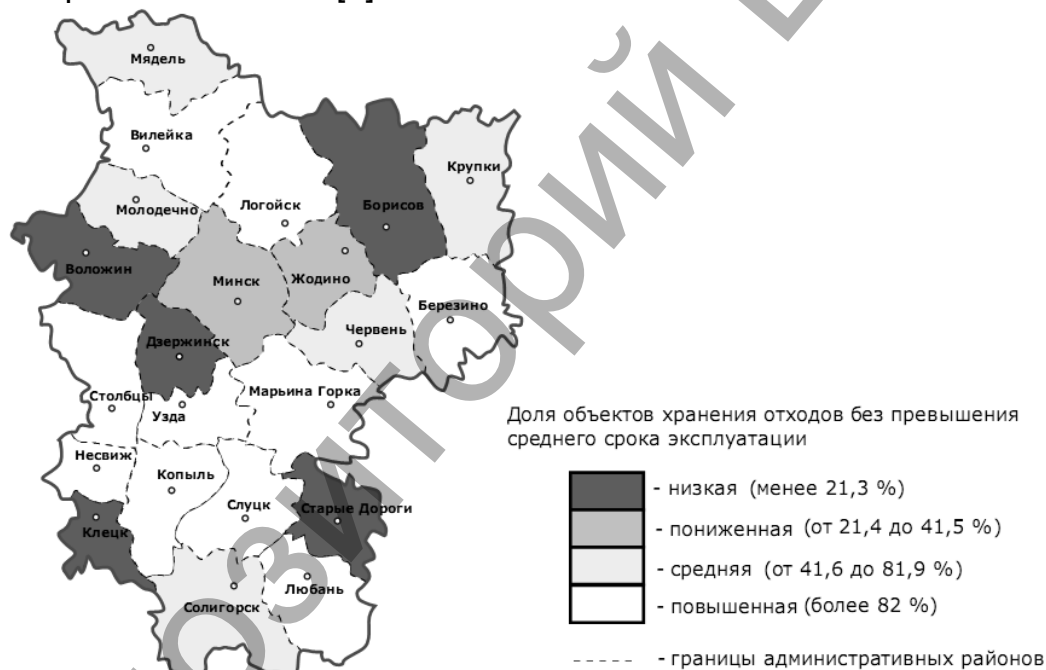 Мядель
Вилейка
Крупки
Молодечно
Логойск
Борисов
Воложин
Минск
Жодино
Березино
Червень
Дзержинск
Столбцы
Марьина Горка
Узда
Доля объектов хранения отходов без превышения
среднего срока эксплуатации
Несвиж
Копыль
- низкая (менее 21,3 %)
Слуцк
Старые Дороги
- пониженная (от 21,4 до 41,5 %)
Клецк
- средняя (от 41,6 до 81,9 %)
Любань
Солигорск
- повышенная (более 82 %)
- границы административных районов